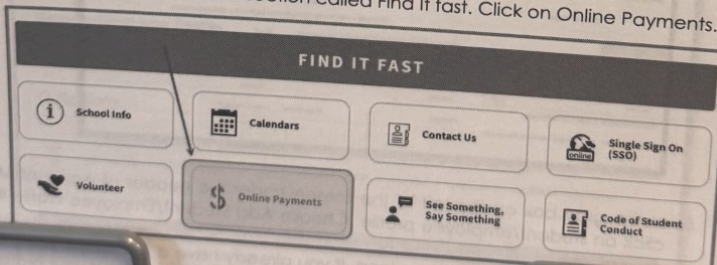 called Find it fast. Click on Online Payments.
FIND IT FAST
School Info
Calendars
Contact Us
online
Single Sign On
(SSO)
Volunteer
$ Online Payments
See Something,
Say Something
Code of Student
Conduct